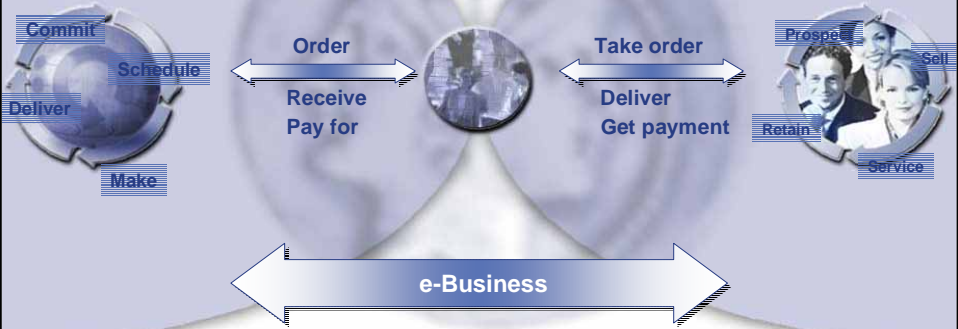 Commit
Schedule
Deliver
Make
Order
Receive
Pay for
Take order
Deliver
Get payment
Prospect
Sell
Retain
Service
e-Business